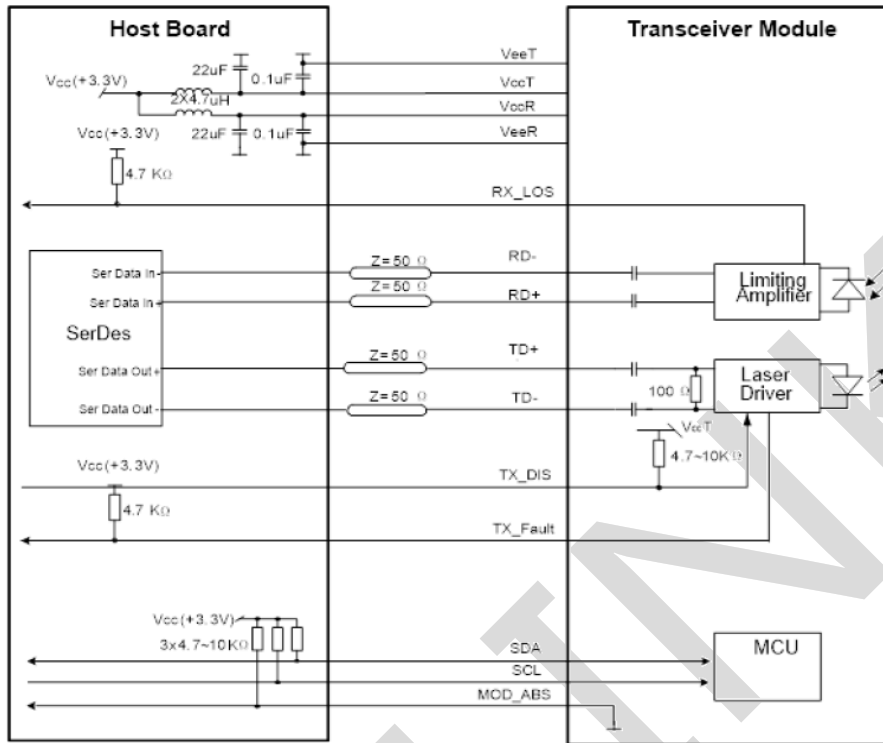 Host Board
Transceiver Module
VeeT
22uF
0.1uF
Vcc(+3.3V)
VccT
2X4.7uH
VccR
Vcc(+3.3V)
22uF
0.1uF
VeeR
4.7 KΩ
RX_LOS
Z=50 Ω
RD-
Ser Data In-
Limiting
Amplifier
Z=50 Ω
RD+
Ser Data In+
SerDes
Z=50 Ω
TD+
Ser Data Out+
Laser
Driver
100 Ω
Z=50 Ω
TD-
Ser Data Out-
VccT
4.7~10KΩ
Vcc(+3.3V)
TX_DIS
4.7 KΩ
TX_Fault
Vcc(+3.3V)
3x4.7~10KΩ
SDA
MCU
SCL
MOD_ABS